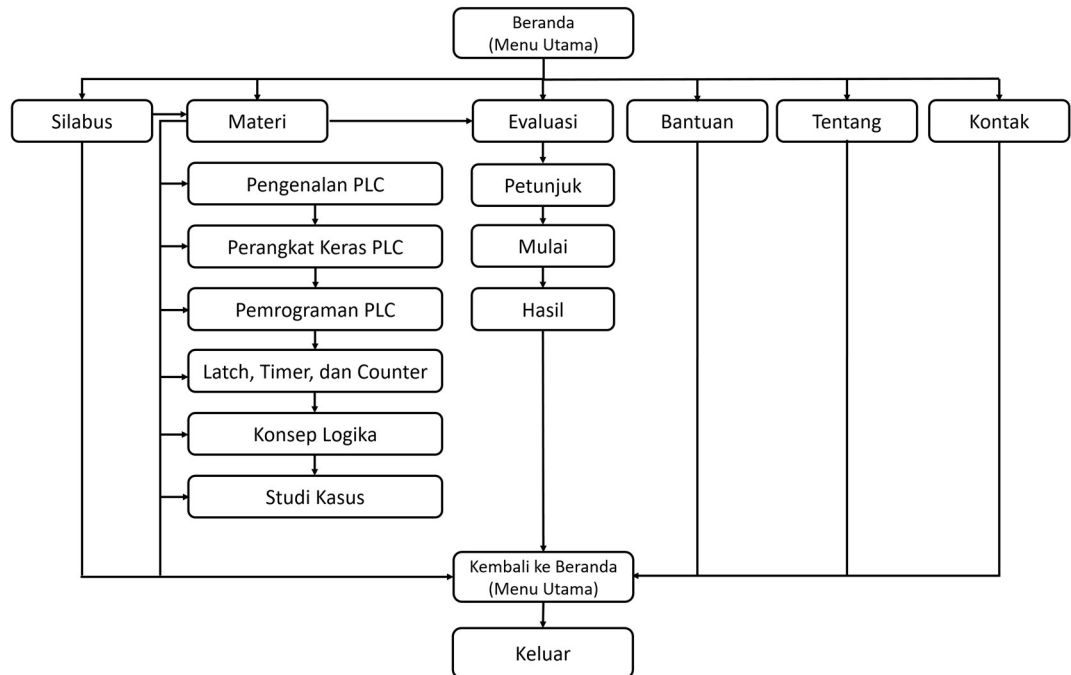 Beranda
(Menu Utama)
Silabus
Materi
Evaluasi
Bantuan
Tentang
Kontak
Pengenalan PLC
Perangkat Keras PLC
Pemrograman PLC
Latch, Timer, dan Counter
Konsep Logika
Studi Kasus
Petunjuk
Mulai
Hasil
Kembali ke Beranda
(Menu Utama)
Keluar